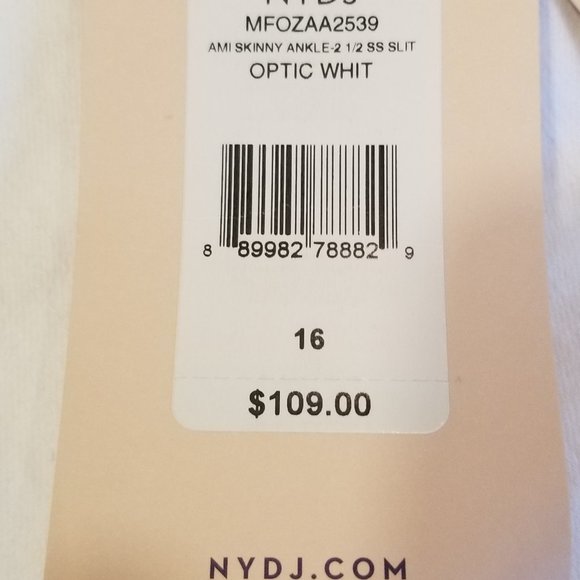 NYDJ
MFOZAA2539
AMI SKINNY ANKLE-2 1/2 SS SLIT
OPTIC WHIT
8 89982 78882 9
16
$109.00
NYDJ.COM